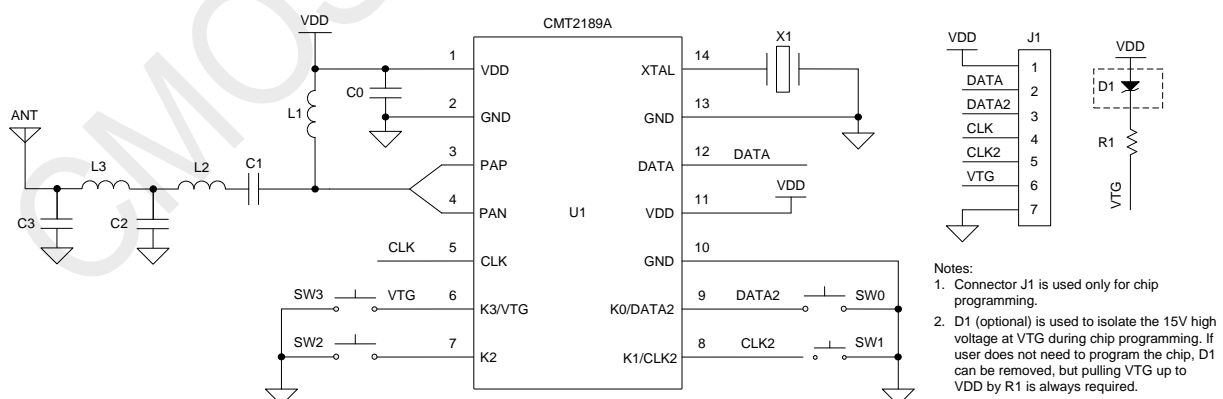 CMOS
CMT2189A
VDD
1
VDD
C0
2
GND
L1
ANT
L3
L2
C1
3
PAP
4
PAN
C3
C2
U1
CLK
5
CLK
SW3
VTG
6
K3/VTG
SW2
7
K2
X1
14
XTAL
13
GND
12
DATA
DATA
11
VDD
VDD
10
GND
9
K0/DATA2
DATA2
SW0
8
K1/CLK2
CLK2
SW1
J1
VDD
1
DATA
2
DATA2
3
CLK
4
CLK2
5
VTG
6
7
VDD
D1
R1
VTG
Notes:
1. Connector J1 is used only for chip
programming.
2. D1 (optional) is used to isolate the 15V high
voltage at VTG during chip programming. If
user does not need to program the chip, D1
can be removed, but pulling VTG up to
VDD by R1 is always required.